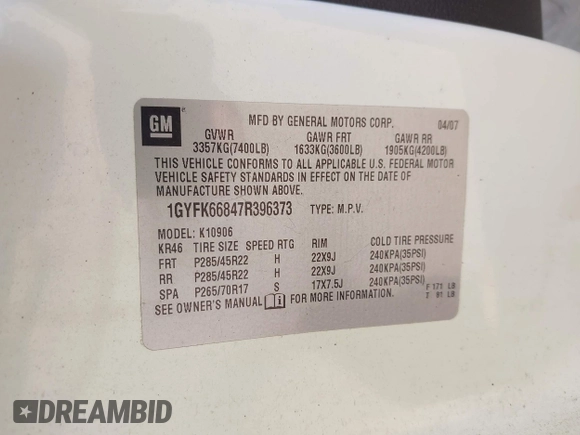 GM
MFD BY GENERAL MOTORS CORP. 04/07
GVWR GAWR FRT GAWR RR
3357KG(7400LB) 1633KG(3600LB) 1905KG(4200LB)
THIS VEHICLE CONFORMS TO ALL APPLICABLE U.S. FEDERAL MOTOR
VEHICLE SAFETY STANDARDS IN EFFECT ON THE DATE OF
MANUFACTURE SHOWN ABOVE.
1GYFK66847R396373 TYPE: M.P.V.
MODEL: K10906
KR46 TIRE SIZE SPEED RTG RIM COLD TIRE PRESSURE
FRT P285/45R22 H 22X9J 240KPA(35PSI)
RR P285/45R22 H 22X9J 240KPA(35PSI)
SPA P265/70R17 S 17X7.5J 240KPA(35PSI)
SEE OWNER'S MANUAL i FOR MORE INFORMATION.
F 171 LB
T 91 LB
DREAMBID